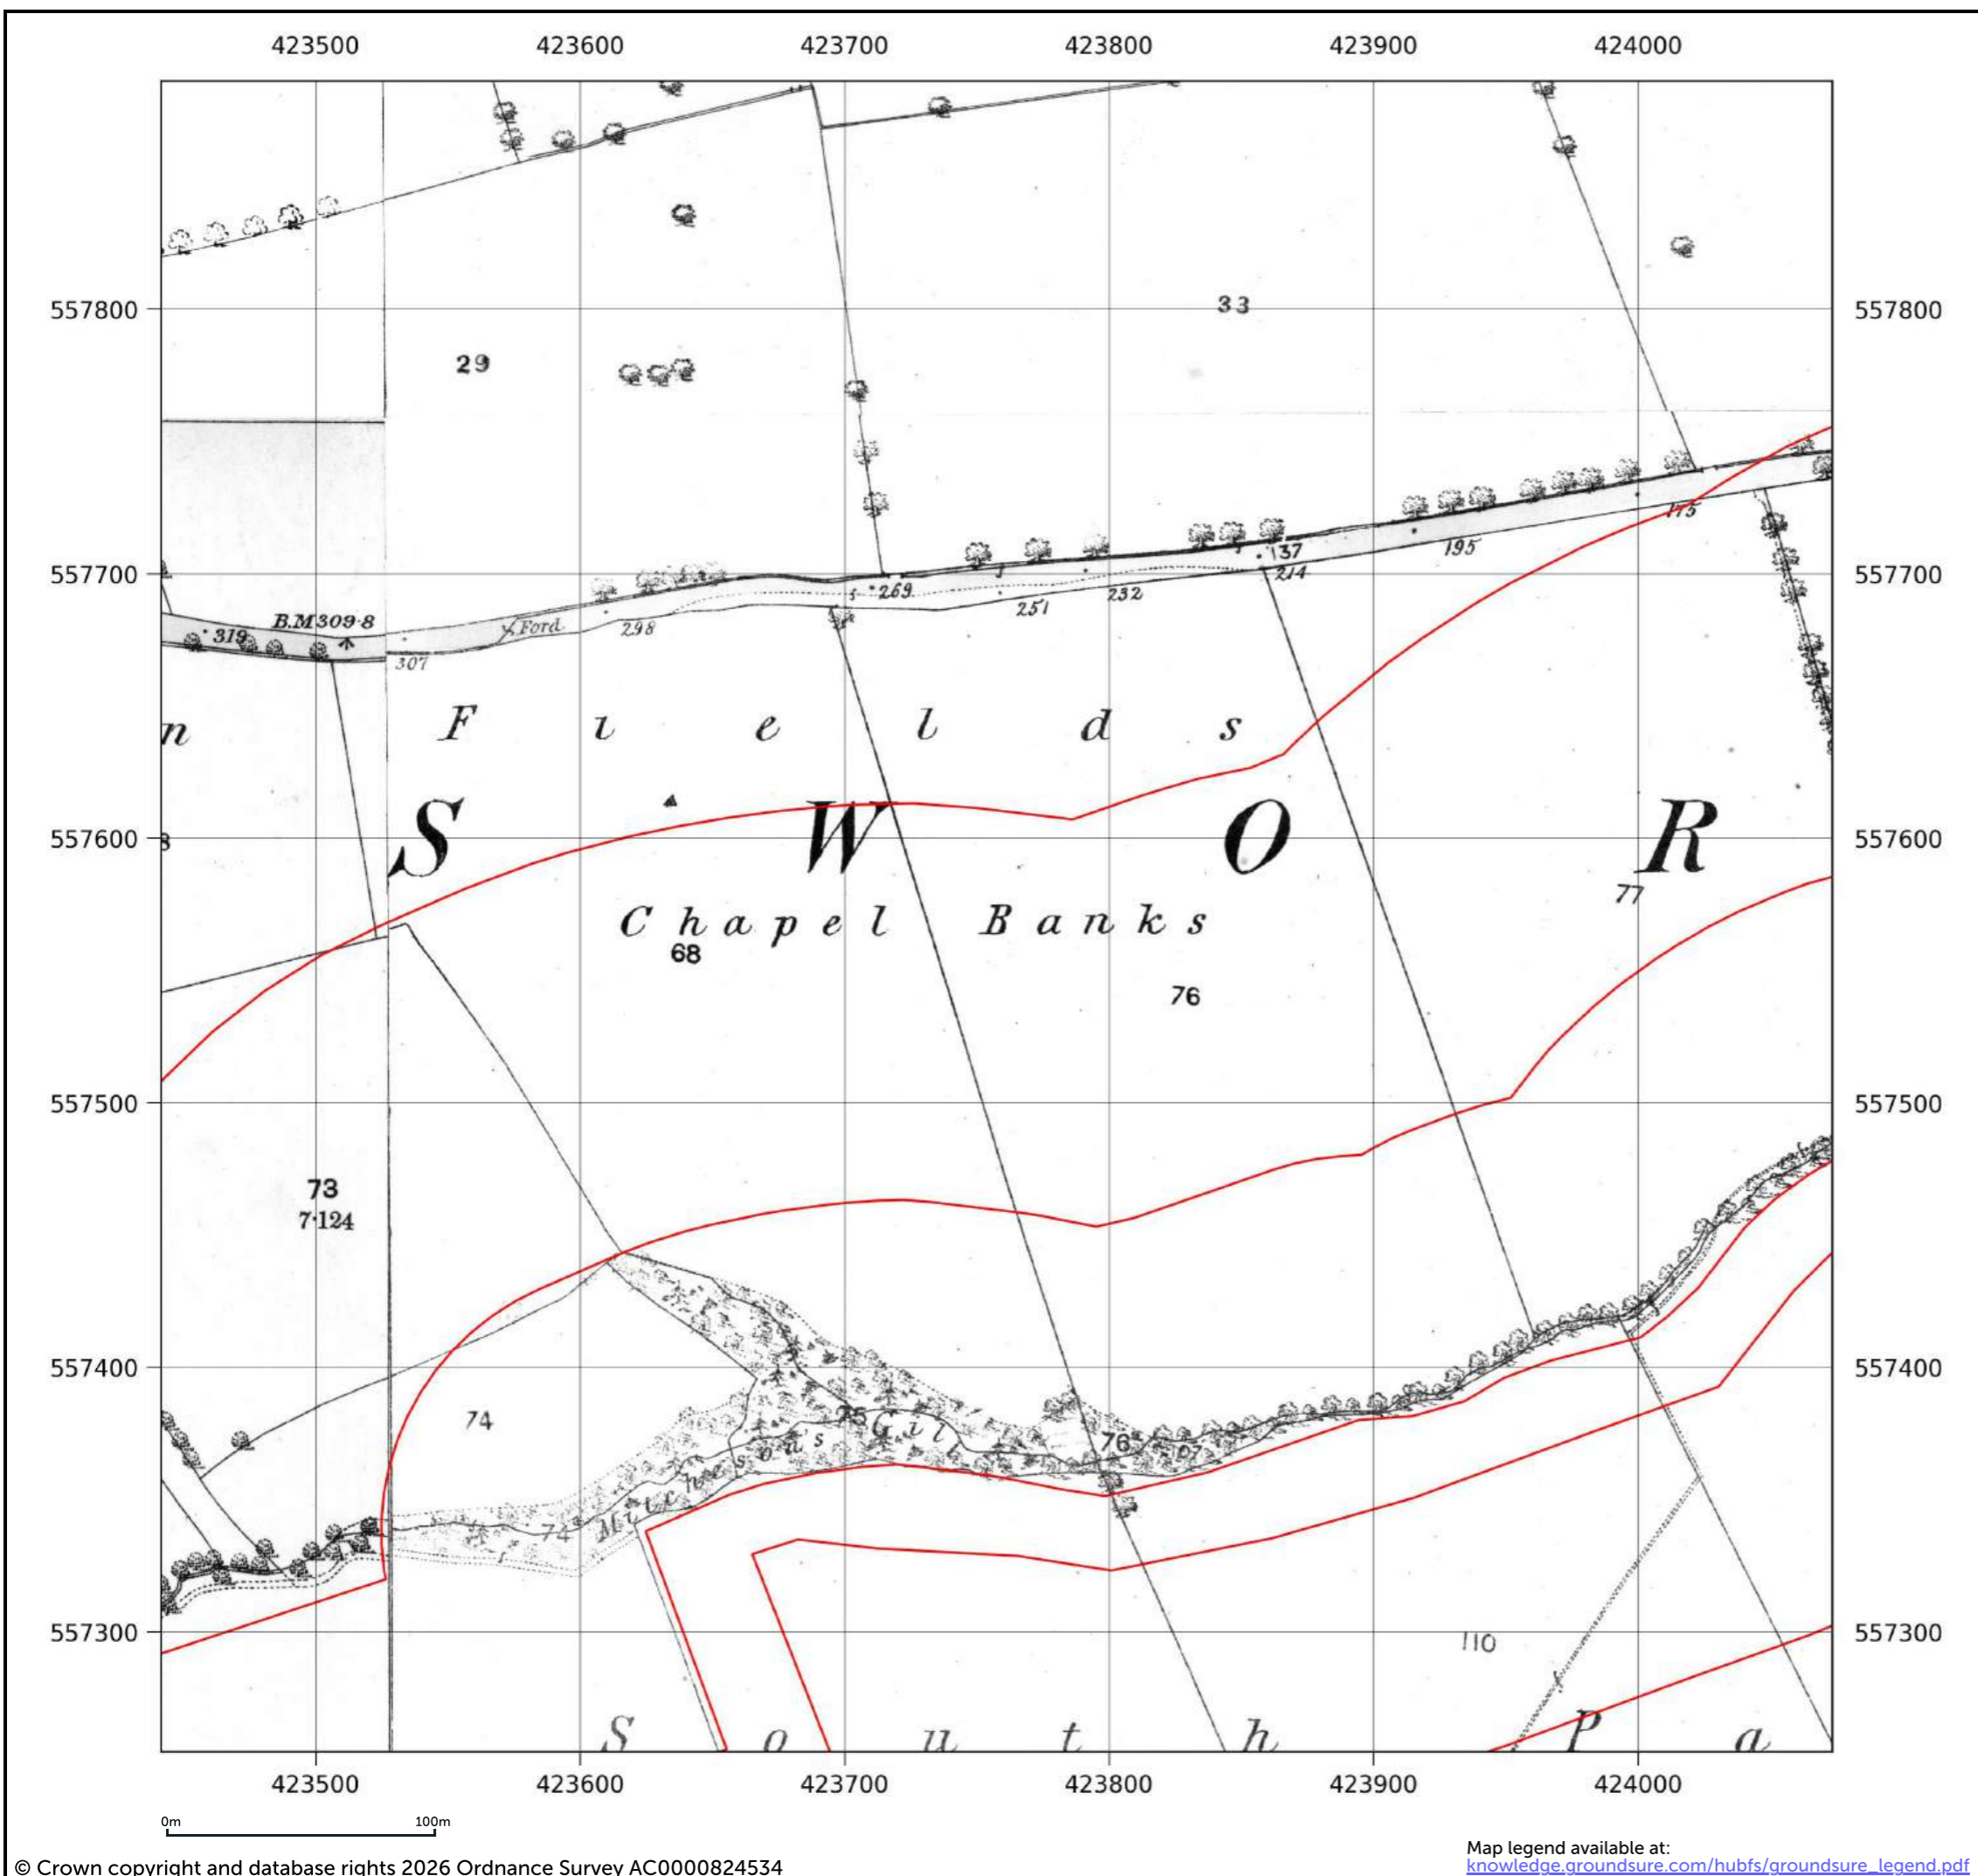 423500 423600 423700 423800 423900 424000
557800 33 557800
29
137
557700 195 175 557700
269 214
251 232
B.M 309·8
319 Ford 298
307
n F i e l d s
S W O R
557600 557600
77
C h a p e l B a n k s
68
76
557500 557500
73
7·124
557400 557400
74 75 Gill
76
74
557300 557300
110
S o u t h P a
423500 423600 423700 423800 423900 424000
0m 100m
Map legend available at:
© Crown copyright and database rights 2026 Ordnance Survey AC0000824534
knowledge.groundsure.com/hubfs/groundsure_legend.pdf